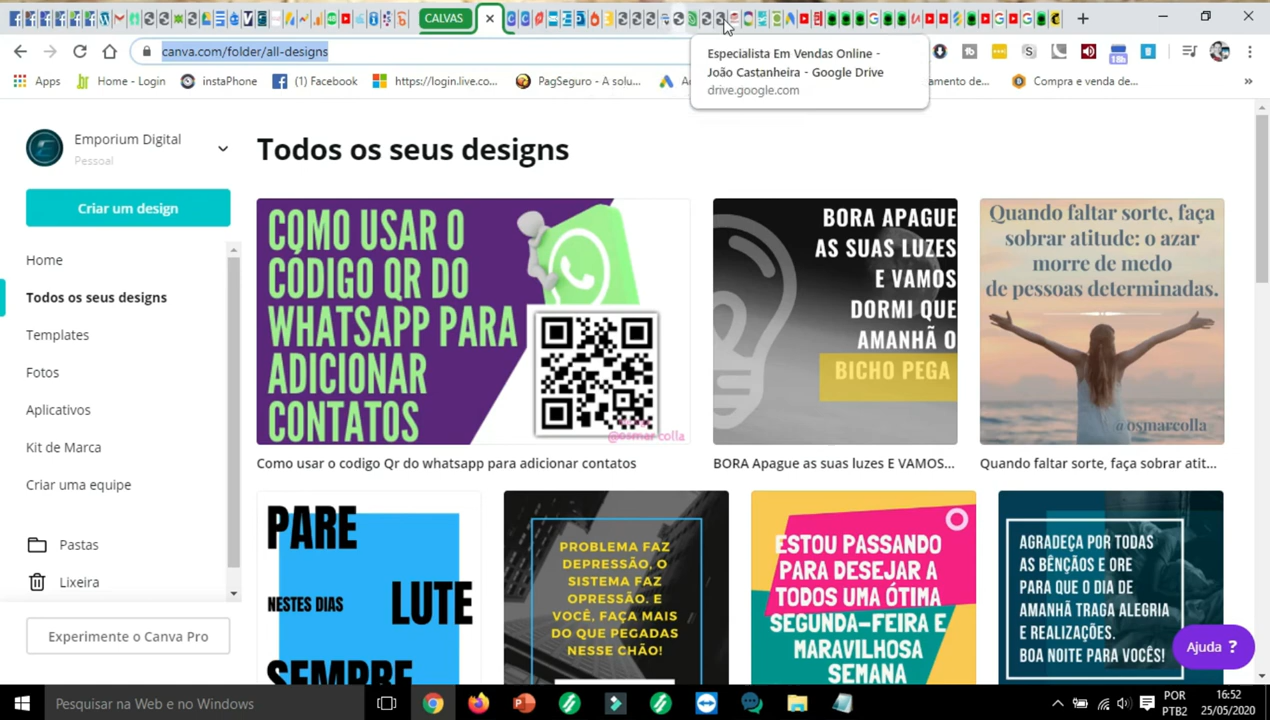 CALVAS
canva.com/folder/all-designs
Especialista Em Vendas Online -
João Castanheira - Google Drive
drive.google.com
Apps
Home - Login
instaPhone
(1) Facebook
https://login.live.co...
PagSeguro - A solu...
amento de...
Compra e venda de...
18h
Emporium Digital
Pessoal
Criar um design
Home
Todos os seus designs
Templates
Fotos
Aplicativos
Kit de Marca
Criar uma equipe
Pastas
Lixeira
Experimente o Canva Pro
Todos os seus designs
COMO USAR O
CÓDIGO QR DO
WHATSAPP PARA
ADICIONAR
CONTATOS
@osmar colla
Como usar o codigo Qr do whatsapp para adicionar contatos
BORA APAGUE
AS SUAS LUZES
E VAMOS
DORMI QUE
AMANHÃ O
BICHO PEGA
BORA Apague as suas luzes E VAMOS...
Quando faltar sorte, faça
sobrar atitude: o azar
morre de medo
de pessoas determinadas.
@osmarcolla
Quando faltar sorte, faça sobrar atit...
PARE
NESTES DIAS
LUTE
SEMPRE
PROBLEMA FAZ
DEPRESSÃO, O
SISTEMA FAZ
OPRESSÃO. E
VOCÊ, FAÇA MAIS
DO QUE PEGADAS
NESSE CHÃO!
ESTOU PASSANDO
PARA DESEJAR A
TODOS UMA ÓTIMA
SEGUNDA-FEIRA E
MARAVILHOSA
SEMANA
AGRADEÇA POR TODAS
AS BÊNÇÃOS E ORE
PARA QUE O DIA DE
AMANHÃ TRAGA ALEGRIA
E REALIZAÇÕES.
BOA NOITE PARA VOCÊS!
Ajuda ?
Pesquisar na Web e no Windows
POR
PTB2
16:52
25/05/2020